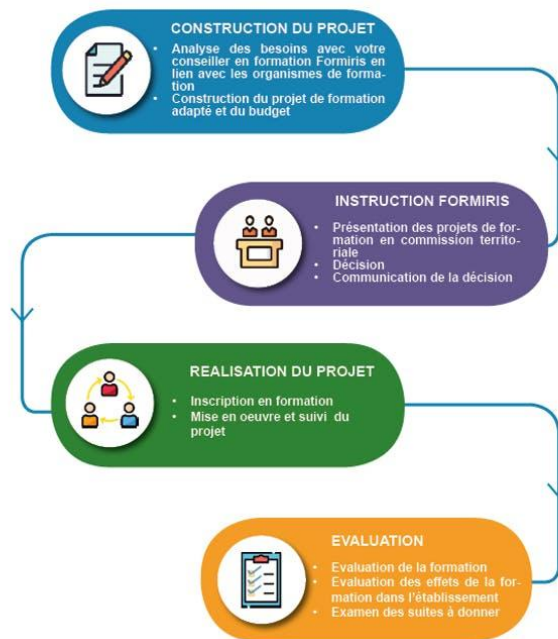 CONSTRUCTION DU PROJET
• Analyse des besoins avec votre
conseiller en formation Formiris en
lien avec les organismes de forma-
tion
• Construction du projet de formation
adapté et du budget
INSTRUCTION FORMIRIS
• Présentation des projets de for-
mation en commission territo-
riale
• Décision
• Communication de la décision
REALISATION DU PROJET
• Inscription en formation
• Mise en oeuvre et suivi du
projet
EVALUATION
• Evaluation de la formation
• Evaluation des effets de la for-
mation dans l'établissement
• Examen des suites à donner